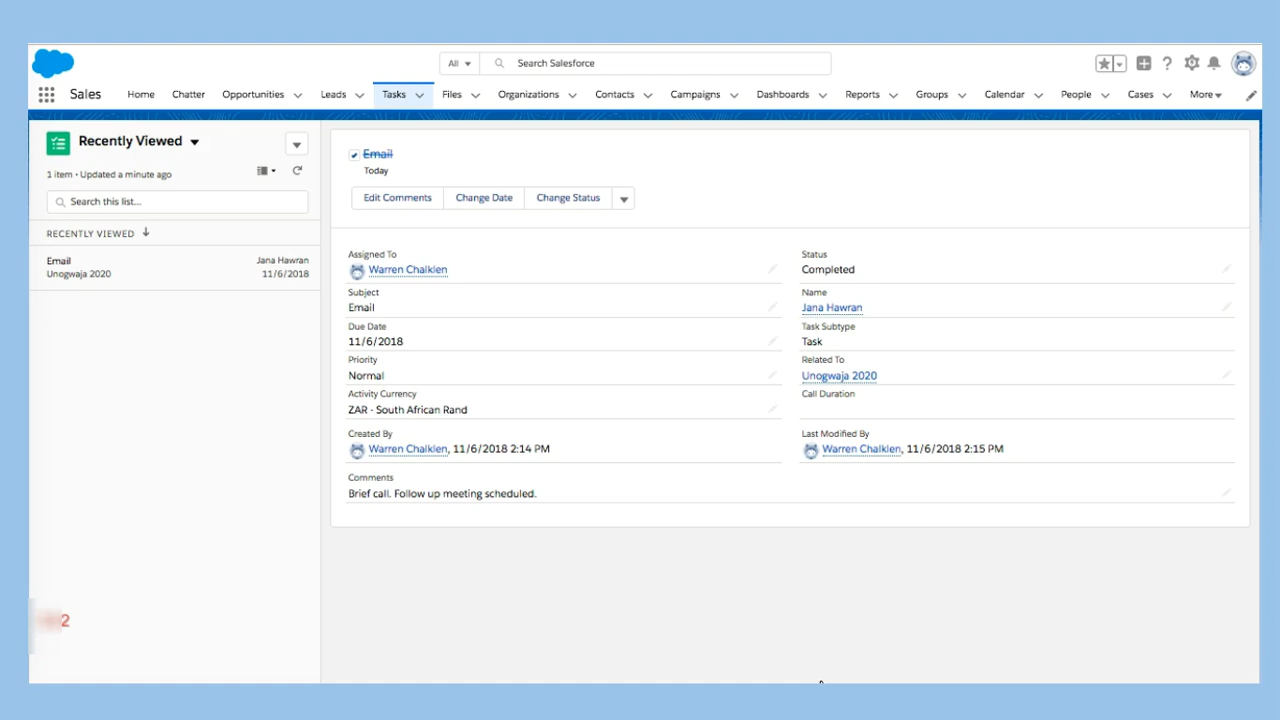 All
Search Salesforce
Sales
Home
Chatter
Opportunities
Leads
Tasks
Files
Organizations
Contacts
Campaigns
Dashboards
Reports
Groups
Calendar
People
Cases
More
Recently Viewed
1 item • Updated a minute ago
Search this list...
RECENTLY VIEWED
Email
Jana Hawran
Unogwaja 2020
11/6/2018
2
Email
Today
Edit Comments
Change Date
Change Status
Assigned To
Warren Chalklen
Status
Completed
Subject
Email
Name
Jana Hawran
Due Date
11/6/2018
Task Subtype
Task
Priority
Normal
Related To
Unogwaja 2020
Activity Currency
ZAR - South African Rand
Call Duration
Created By
Warren Chalklen, 11/6/2018 2:14 PM
Last Modified By
Warren Chalklen, 11/6/2018 2:15 PM
Comments
Brief call. Follow up meeting scheduled.